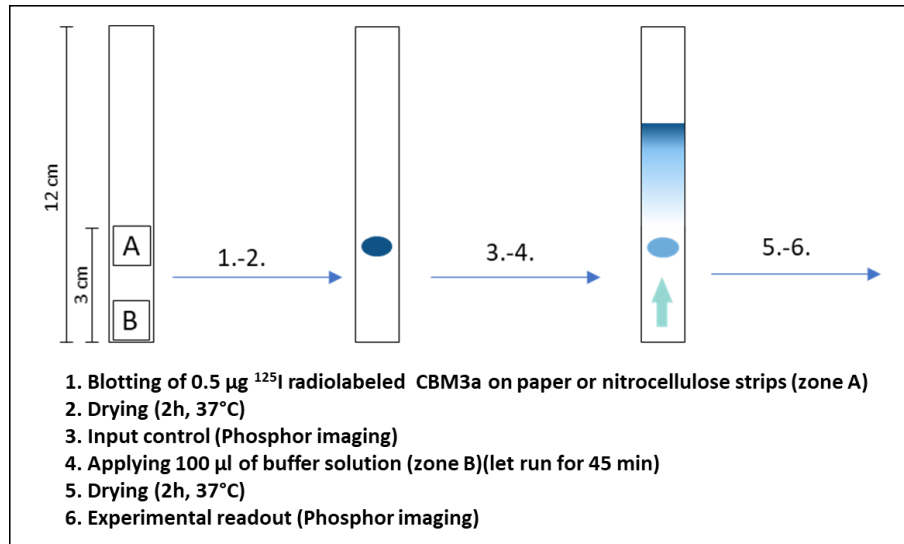 12 cm
3 cm
A
B
1.-2.
3.-4.
5.-6.
1. Blotting of 0.5 µg ¹²⁵I radiolabeled CBM3a on paper or nitrocellulose strips (zone A)
2. Drying (2h, 37°C)
3. Input control (Phosphor imaging)
4. Applying 100 µl of buffer solution (zone B)(let run for 45 min)
5. Drying (2h, 37°C)
6. Experimental readout (Phosphor imaging)